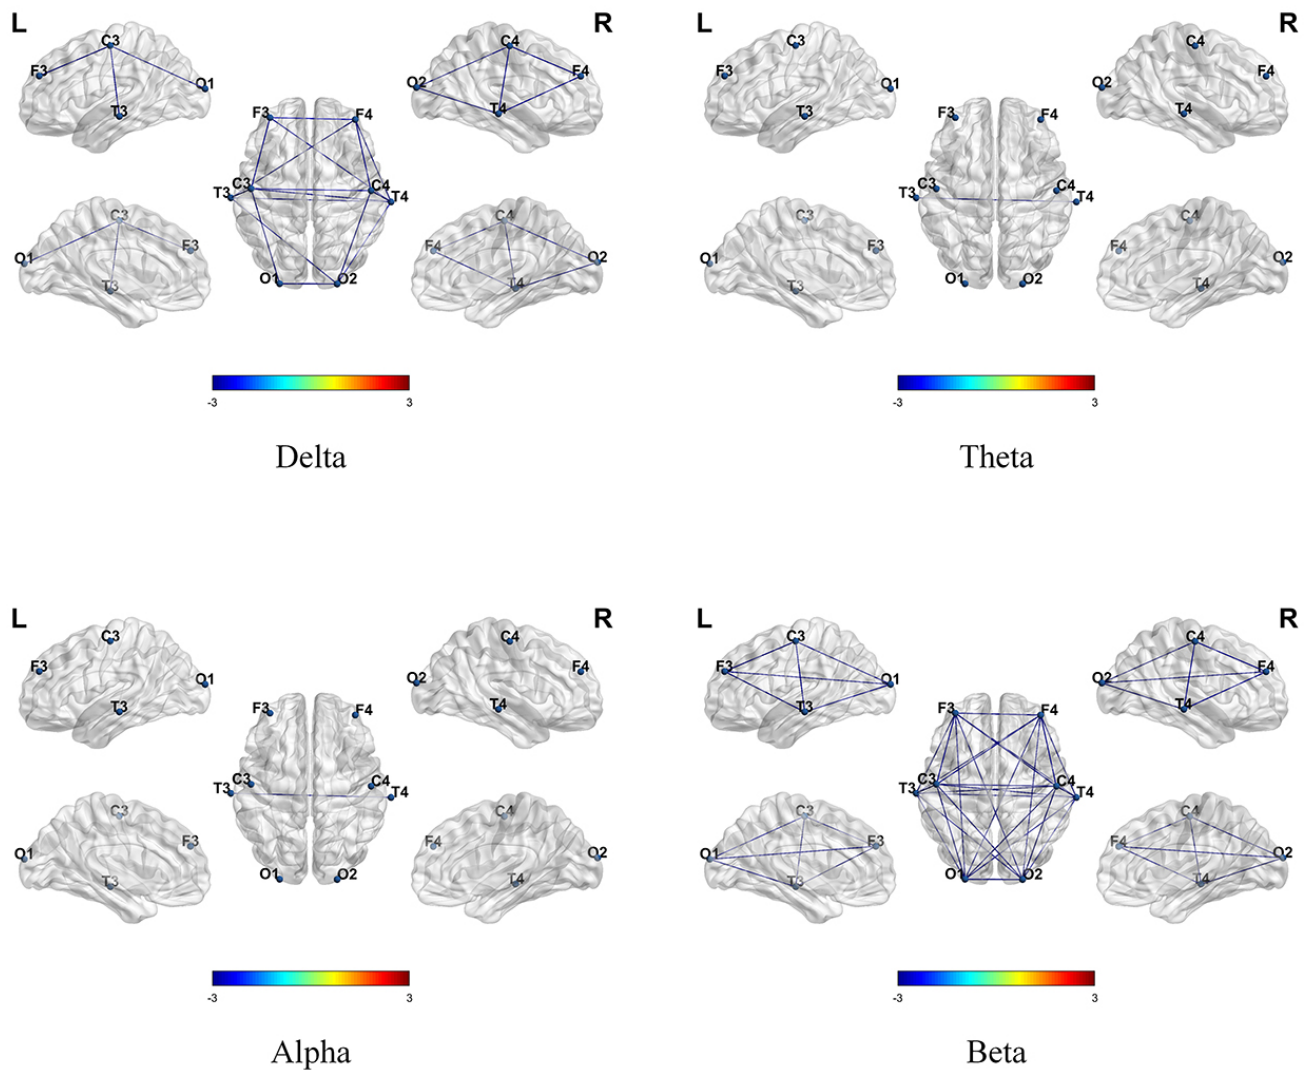 L R L R
C3 C4 C3 C4
F3 O1 O2 F4 F3 O1 O2 F4
T3 T4 T3 T4
F3 F4 F3 F4
T3 C3 C4 T4 T3 C3 C4 T4
C3 C4 C3 C4
O1 F3 F4 O2 O1 F3 F4 O2
T3 O1 O2 T4 T3 O1 O2 T4
-3 3 -3 3
Delta Theta
L R L R
C3 C4 C3 C4
F3 O1 O2 F4 F3 O1 O2 F4
T3 T4 T3 T4
F3 F4 F3 F4
T3 C3 C4 T4 T3 C3 C4 T4
C3 C4 C3 C4
O1 F3 F4 O2 O1 F3 F4 O2
T3 O1 O2 T4 T3 O1 O2 T4
-3 3 -3 3
Alpha Beta